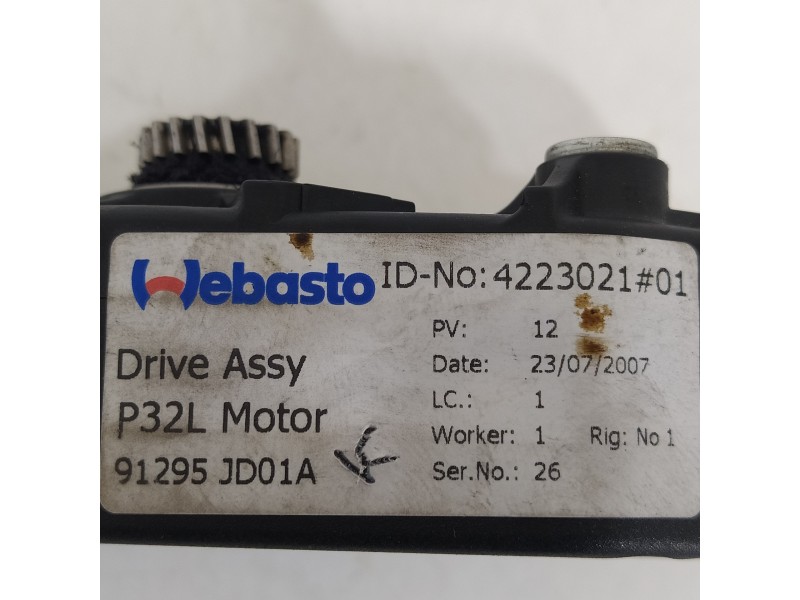 Webasto ID-No: 4223021#01
Drive Assy
P32L Motor
91295 JD01A
PV: 12
Date: 23/07/2007
LC.: 1
Worker: 1 Rig: No 1
Ser.No.: 26